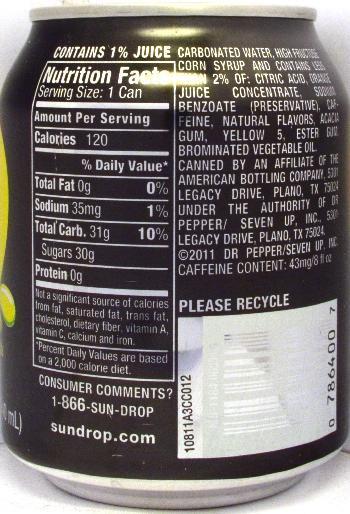 CONTAINS 1% JUICE
Nutrition Facts
Serving Size: 1 Can
Amount Per Serving
Calories 120
% Daily Value*
Total Fat 0g 0%
Sodium 35mg 1%
Total Carb. 31g 10%
Sugars 30g
Protein 0g
Not a significant source of calories
from fat, saturated fat, trans fat,
cholesterol, dietary fiber, vitamin A,
vitamin C, calcium and iron.
*Percent Daily Values are based
on a 2,000 calorie diet.
CONSUMER COMMENTS?
1-866-SUN-DROP
sundrop.com
CARBONATED WATER, HIGH FRUCTOSE
CORN SYRUP AND CONTAINS LESS
THAN 2% OF: CITRIC ACID, ORANGE
JUICE CONCENTRATE, SODIUM
BENZOATE (PRESERVATIVE), CAF-
FEINE, NATURAL FLAVORS, ACACIA
GUM, YELLOW 5, ESTER GUM,
BROMINATED VEGETABLE OIL.
CANNED BY AN AFFILIATE OF THE
AMERICAN BOTTLING COMPANY, 5301
LEGACY DRIVE, PLANO, TX 75024
UNDER THE AUTHORITY OF DR
PEPPER/ SEVEN UP, INC., 5301
LEGACY DRIVE, PLANO, TX 75024.
©2011 DR PEPPER/SEVEN UP, INC.
CAFFEINE CONTENT: 43mg/8 fl oz
PLEASE RECYCLE
10811A3CC012
0 786400 7
mL)